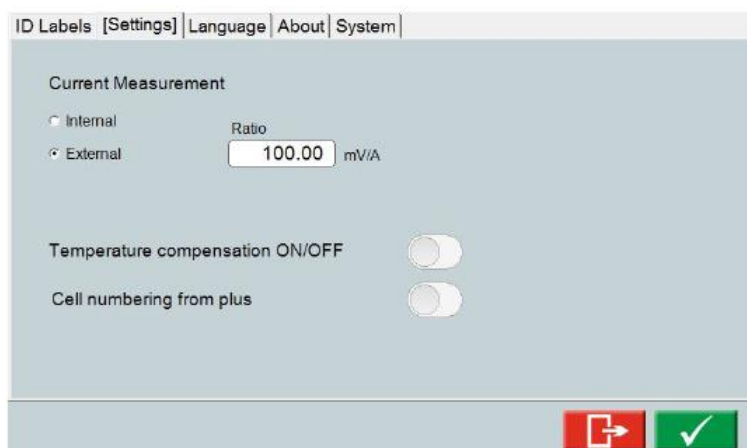 ID Labels [Settings] Language About System
Current Measurement
Internal
Ratio
External 100.00 mV/A
Temperature compensation ON/OFF
Cell numbering from plus